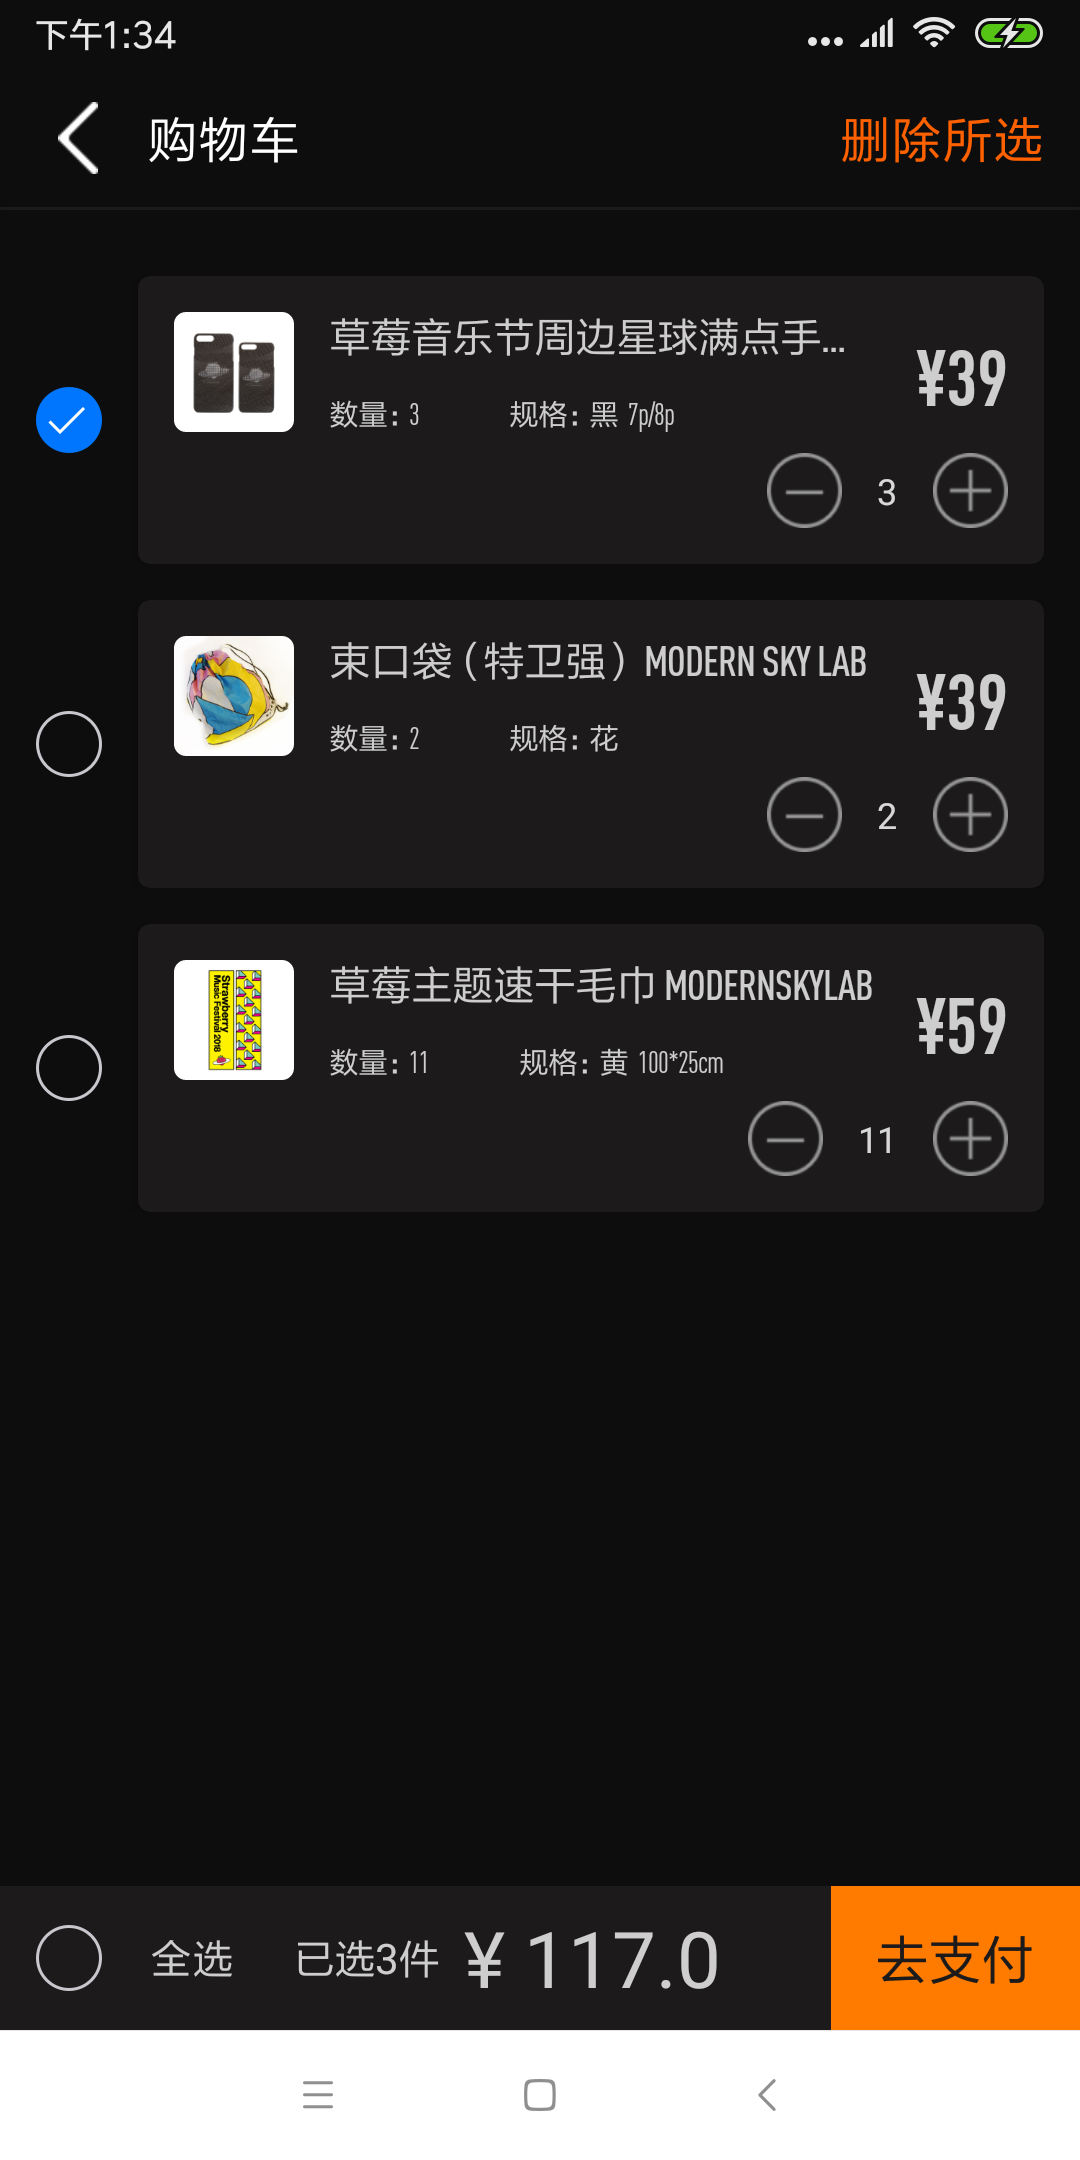 下午1:34
购物车
删除所选
草莓音乐节周边星球满点手...
¥39
数量: 3 规格: 黑 7p/8p
3
束口袋（特卫强）MODERN SKY LAB
¥39
数量: 2 规格: 花
2
Strawberry
Music Festival 2018
草莓主题速干毛巾 MODERNSKYLAB
¥59
数量: 11 规格: 黄 100*25cm
11
全选 已选3件 ¥ 117.0
去支付